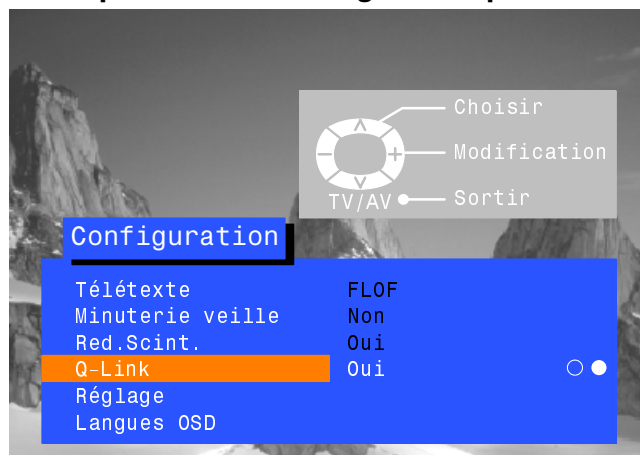 Choisir
Modification
TV/AV Sortir
Configuration
Télétexte FLOF
Minuterie veille Non
Red.Scint. Oui
Q-Link Oui
Réglage
Langues OSD